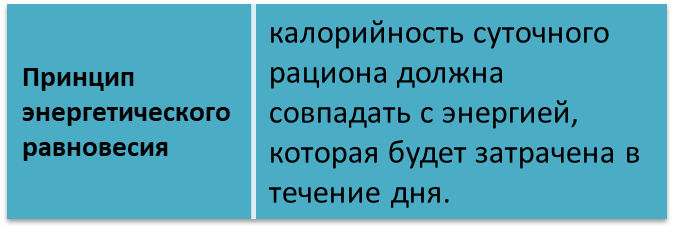 Принцип
энергетического
равновесия
калорийность суточного
рациона должна
совпадать с энергией,
которая будет затрачена в
течение дня.